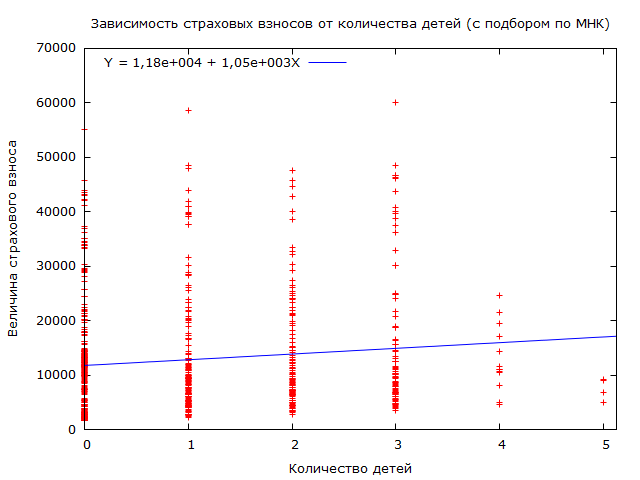 Зависимость страховых взносов от количества детей (с подбором по МНК)
70000
Y = 1,18e+004 + 1,05e+003X
60000
50000
40000
30000
20000
10000
0
Величина страхового взноса
0 1 2 3 4 5
Количество детей